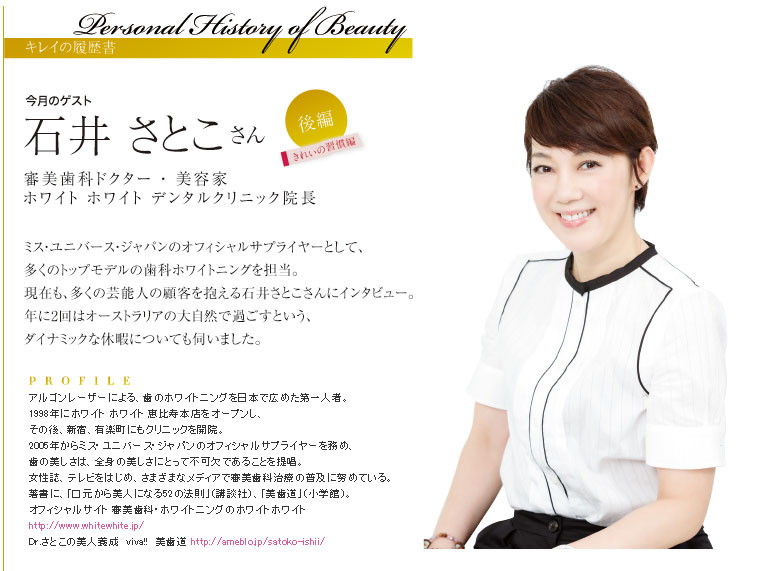 Personal History of Beauty
キレイの履歴書
今月のゲスト
石井 さとこ さん
後編
きれいの習慣編
審美歯科ドクター・美容家
ホワイト ホワイト デンタルクリニック院長
ミス・ユニバース・ジャパンのオフィシャルサプライヤーとして、
多くのトップモデルの歯科ホワイトニングを担当。
現在も、多くの芸能人の顧客を抱える石井さとこさんにインタビュー。
年に2回はオーストラリアの大自然で過ごすという、
ダイナミックな休暇についても伺いました。
PROFILE
アルゴンレーザーによる、歯のホワイトニングを日本で広めた第一人者。
1998年にホワイト ホワイト 恵比寿本店をオープンし、
その後、新宿、有楽町にもクリニックを開院。
2005年からミス・ユニバース・ジャパンのオフィシャルサプライヤーを務め、
歯の美しさは、全身の美しさにとって不可欠であることを提唱。
女性誌、テレビをはじめ、さまざまなメディアで審美歯科治療の普及に努めている。
著書に、「口元から美人になる52の法則」（講談社）、「美歯道」（小学館）。
オフィシャルサイト 審美歯科・ホワイトニングのホワイトホワイト
http://www.whitewhite.jp/
Dr.さとこの美人養成 viva!! 美歯道 http://ameblo.jp/satoko-ishii/